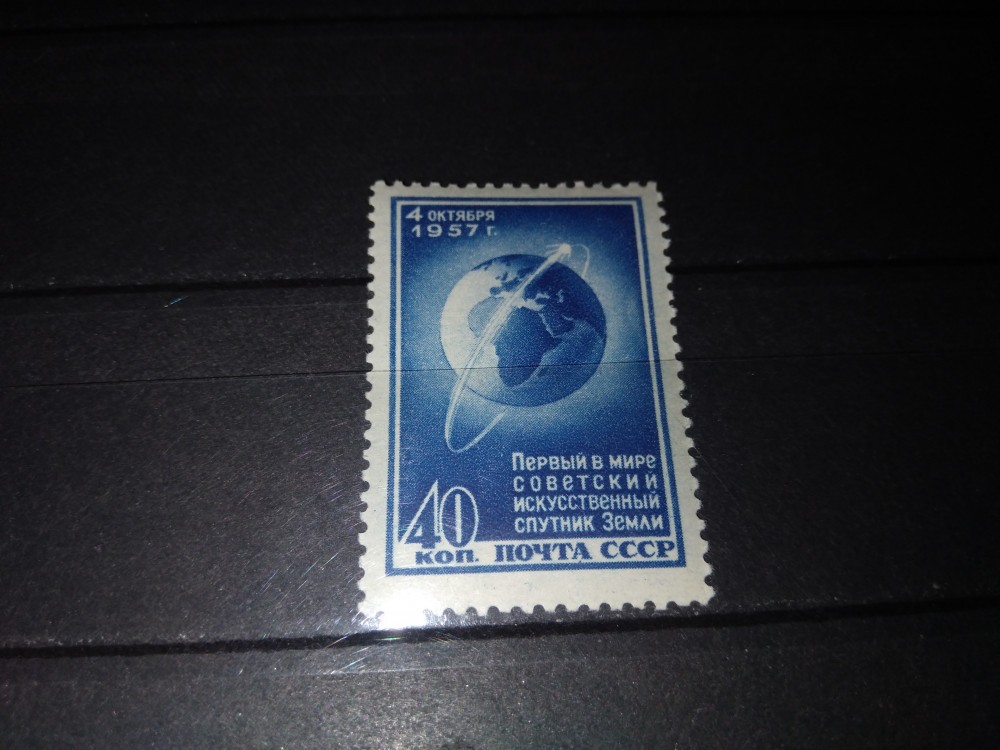 4 ОКТЯБРЯ
1957 г.
Первый в мире
советский
искусственный
спутник Земли
40
коп. ПОЧТА СССР